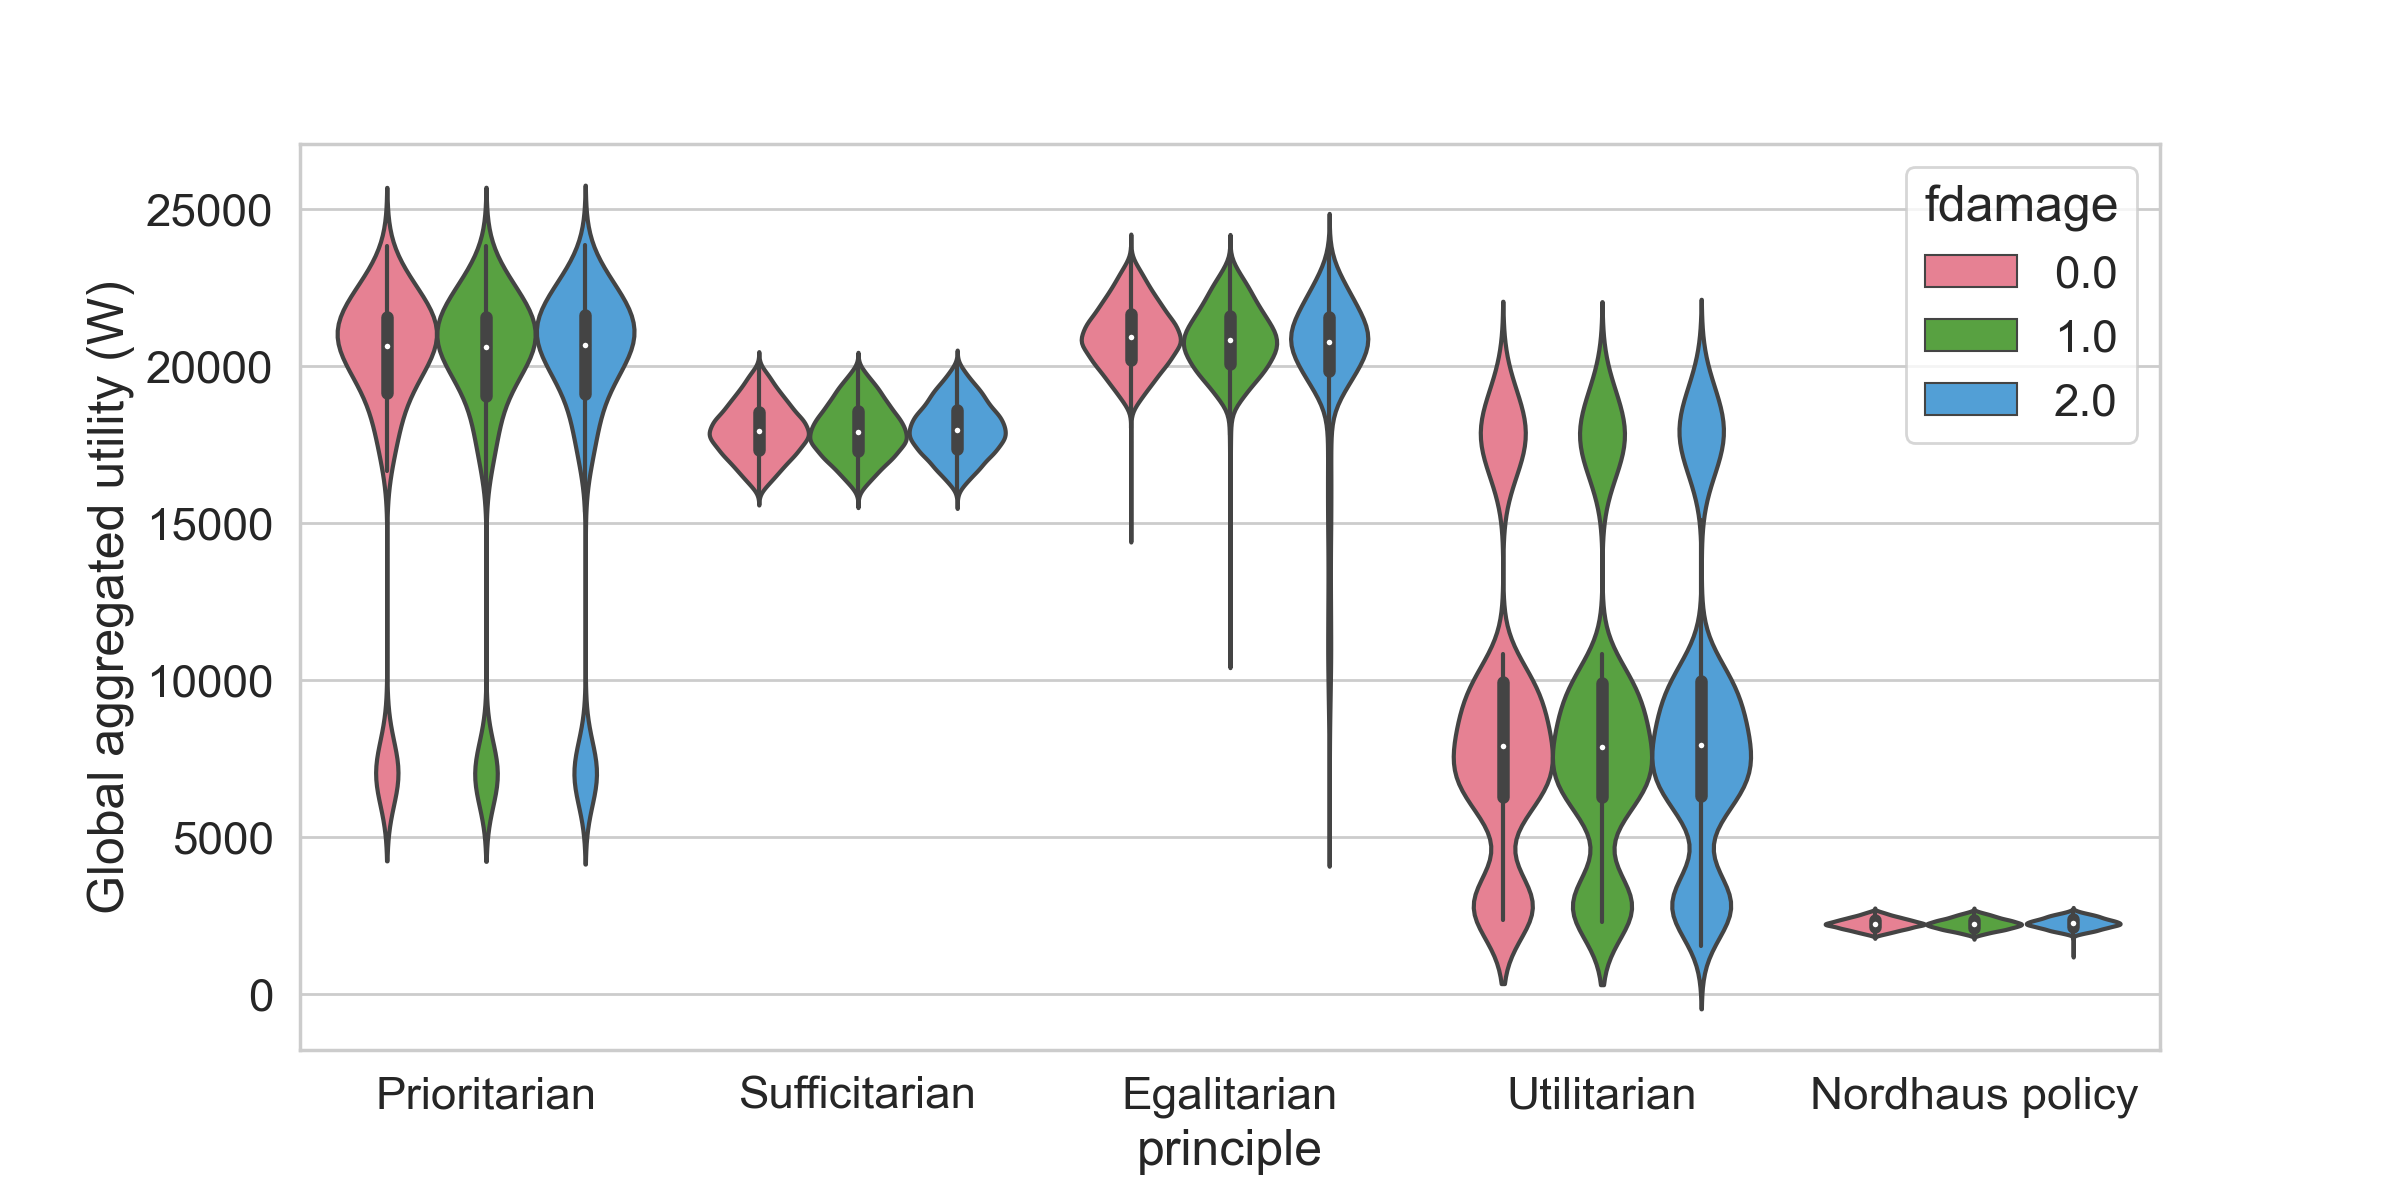 Global aggregated utility (W)
25000
20000
15000
10000
5000
0
fdamage
0.0
1.0
2.0
Prioritarian Sufficitarian Egalitarian Utilitarian Nordhaus policy
principle